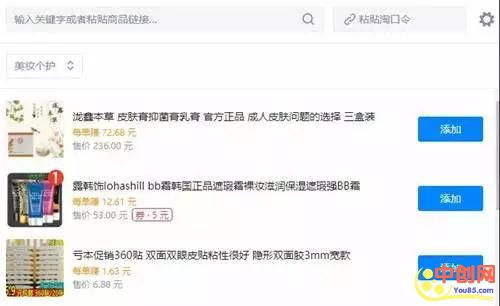 输入关键字或者粘贴商品链接...
粘贴淘口令
美妆个护
泷鑫本草 皮肤膏抑菌膏乳膏 官方正品 成人皮肤问题的选择 三盒装
每单赚 72.68 元
售价 236.00 元
添加
露韩饰lohashill bb霜韩国正品遮瑕霜裸妆滋润保湿遮瑕强BB霜
每单赚 12.61 元
售价 53.00 元 券 · 5 元
添加
亏本促销360贴 双面双眼皮贴粘性很好 隐形双面胶3mm宽款
每单赚 1.63 元
售价 6.88 元
添加
中创网
You85.com